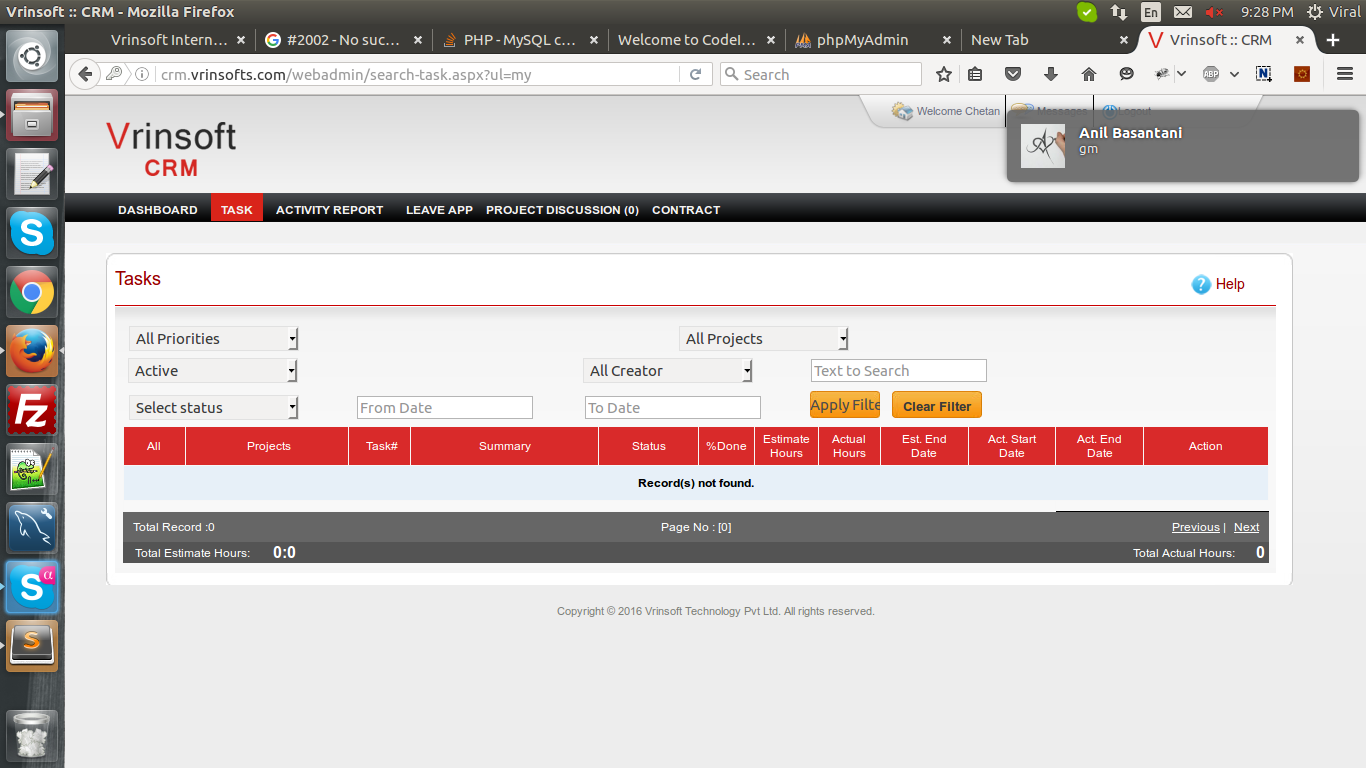 Vrinsoft :: CRM - Mozilla Firefox
En
9:28 PM
Viral
Vrinsoft Intern...
#2002 - No suc...
PHP - MySQL c...
Welcome to CodeI...
phpMyAdmin
New Tab
Vrinsoft :: CRM
crm.vrinsofts.com/webadmin/search-task.aspx?ul=my
Search
ABP
Welcome Chetan
Messages
Logout
Anil Basantani
gm
Vrinsoft
CRM
DASHBOARD
TASK
ACTIVITY REPORT
LEAVE APP
PROJECT DISCUSSION (0)
CONTRACT
Tasks
Help
All Priorities
All Projects
Active
All Creator
Text to Search
Select status
From Date
To Date
Apply Filte
Clear Filter
All
Projects
Task#
Summary
Status
%Done
Estimate
Hours
Actual
Hours
Est. End
Date
Act. Start
Date
Act. End
Date
Action
Record(s) not found.
Total Record :0
Page No : [0]
Previous | Next
Total Estimate Hours: 0:0
Total Actual Hours: 0
Copyright © 2016 Vrinsoft Technology Pvt Ltd. All rights reserved.